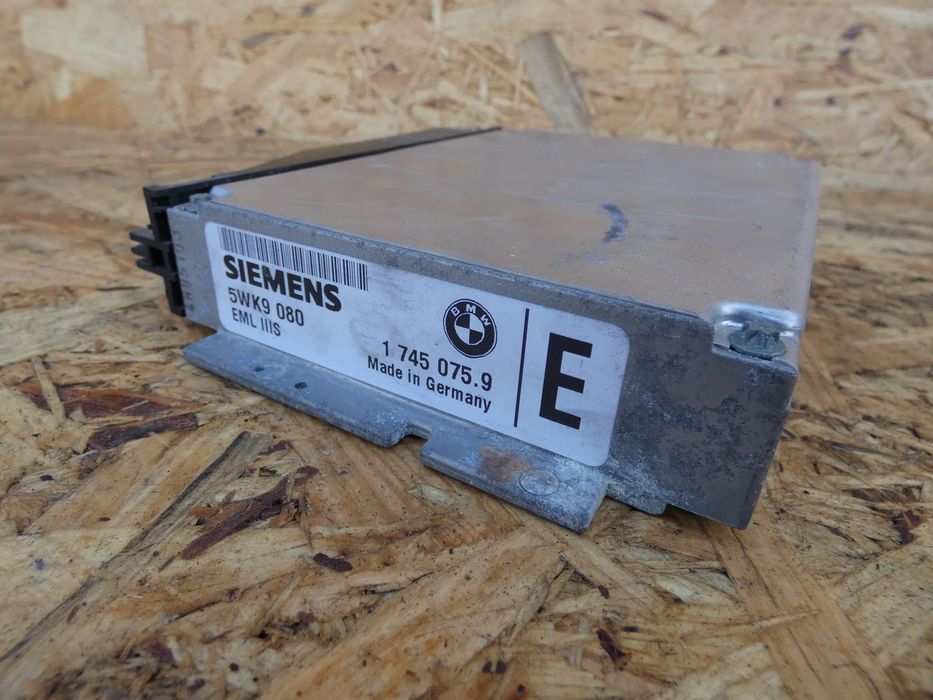 SIEMENS
5WK9 080
EML IIIS
BMW
1 745 075.9
Made in Germany
E